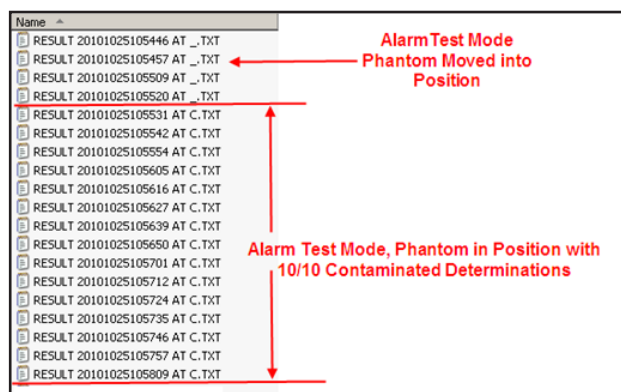 Name
RESULT 20101025105446 AT _.TXT
RESULT 20101025105457 AT _.TXT
RESULT 20101025105509 AT _.TXT
RESULT 20101025105520 AT _.TXT
RESULT 20101025105531 AT C.TXT
RESULT 20101025105542 AT C.TXT
RESULT 20101025105554 AT C.TXT
RESULT 20101025105605 AT C.TXT
RESULT 20101025105616 AT C.TXT
RESULT 20101025105627 AT C.TXT
RESULT 20101025105639 AT C.TXT
RESULT 20101025105650 AT C.TXT
RESULT 20101025105701 AT C.TXT
RESULT 20101025105712 AT C.TXT
RESULT 20101025105724 AT C.TXT
RESULT 20101025105735 AT C.TXT
RESULT 20101025105746 AT C.TXT
RESULT 20101025105757 AT C.TXT
RESULT 20101025105809 AT C.TXT
Alarm Test Mode
Phantom Moved into
Position
Alarm Test Mode, Phantom in Position with
10/10 Contaminated Determinations